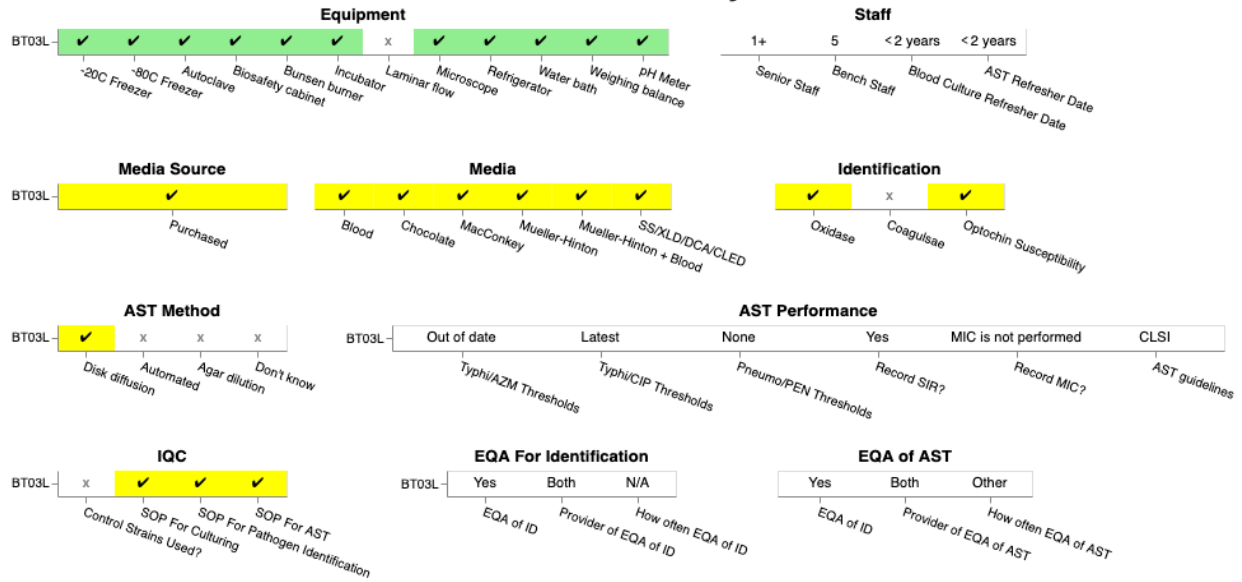 Equipment
Staff
BT03L
✔ ✔ ✔ ✔ ✔ ✔ x ✔ ✔ ✔ ✔ ✔
1+ 5 <2 years <2 years
-20C Freezer
-80C Freezer
Autoclave
Biosafety cabinet
Bunsen burner
Incubator
Laminar flow
Microscope
Refrigerator
Water bath
Weighing balance
pH Meter
Senior Staff
Bench Staff
Blood Culture Refresher Date
AST Refresher Date
Media Source
Media
Identification
BT03L
✔
✔ ✔ ✔ ✔ ✔ ✔
✔ x ✔
Purchased
Blood
Chocolate
MacConkey
Mueller-Hinton
Mueller-Hinton + Blood
SS/XLD/DCA/CLED
Oxidase
Coagulsae
Optochin Susceptibility
AST Method
AST Performance
BT03L
✔ x x x
BT03L
Out of date Latest None Yes MIC is not performed CLSI
Disk diffusion
Automated
Agar dilution
Don't know
Typhi/AZM Thresholds
Typhi/CIP Thresholds
Pneumo/PEN Thresholds
Record SIR?
Record MIC?
AST guidelines
IQC
EQA For Identification
EQA of AST
BT03L
x ✔ ✔ ✔
BT03L
Yes Both N/A
Yes Both Other
Control Strains Used?
SOP For Culturing
SOP For Pathogen Identification
SOP For AST
EQA of ID
Provider of EQA of ID
How often EQA of ID
EQA of ID
Provider of EQA of AST
How often EQA of AST